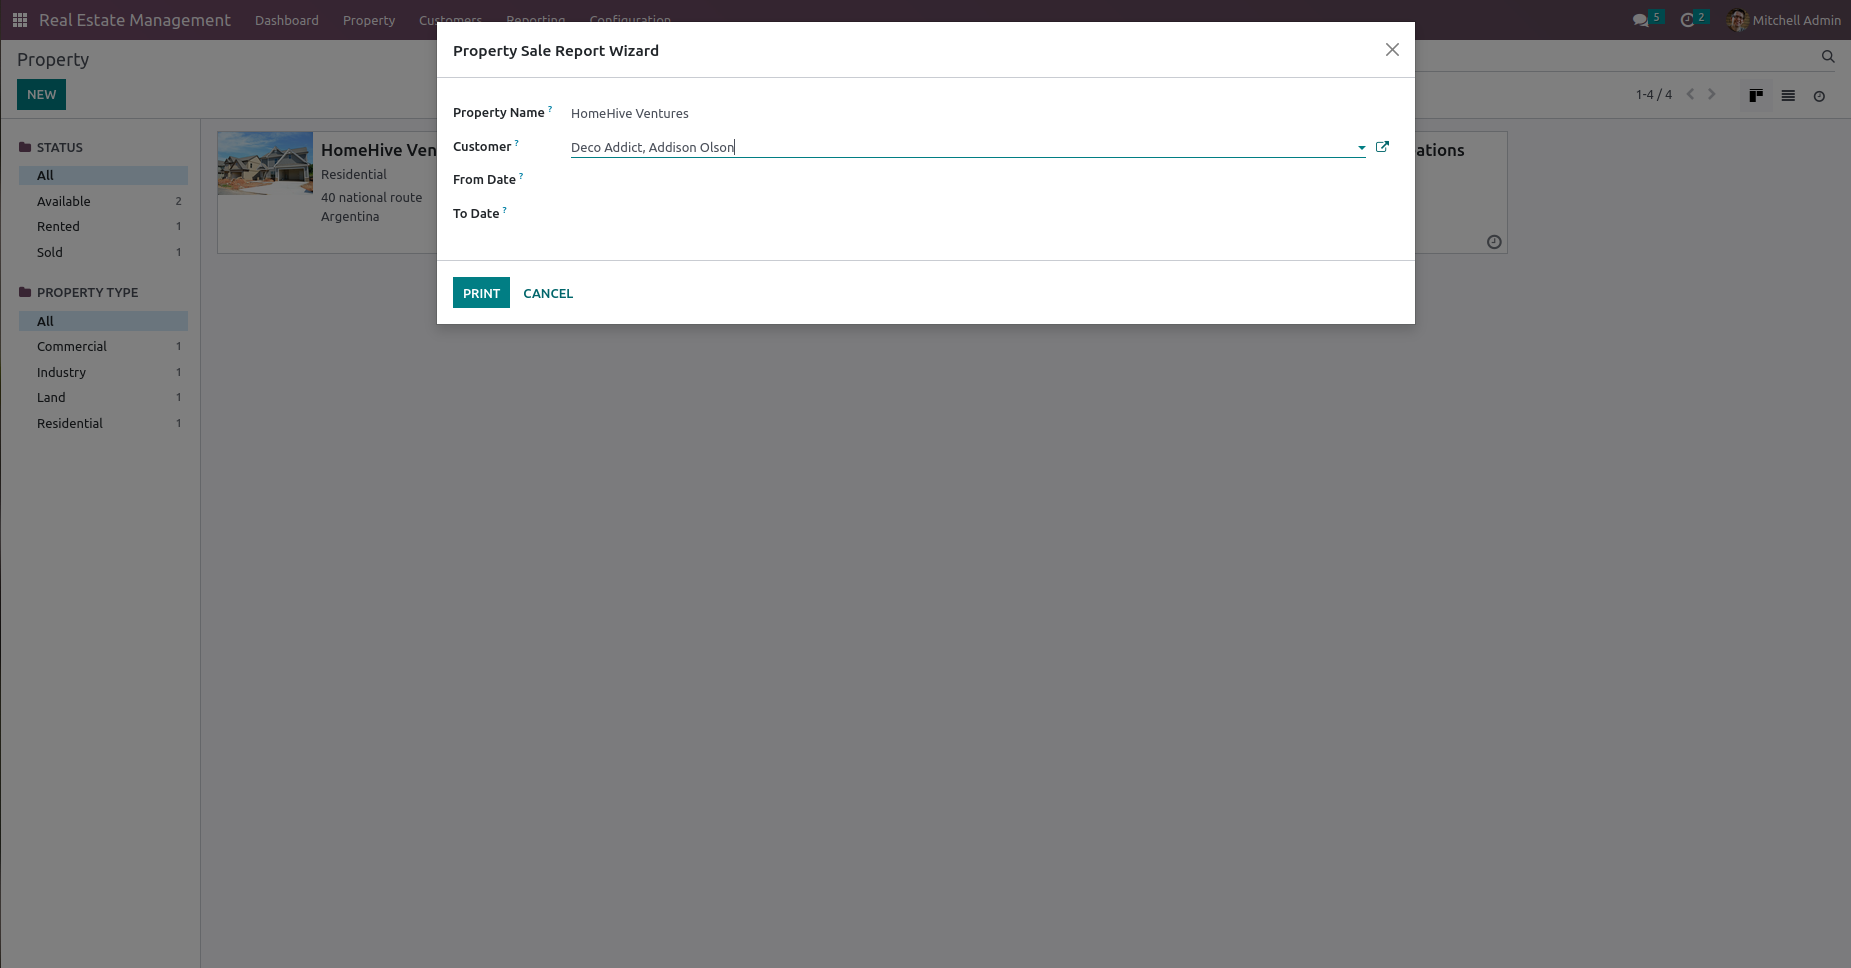 Real Estate Management Dashboard Property Customers Reporting Configuration 5 2 Mitchell Admin
Property
NEW
1-4 / 4
STATUS
All
Available 2
Rented 1
Sold 1
PROPERTY TYPE
All
Commercial 1
Industry 1
Land 1
Residential 1
HomeHive Ven
Residential
40 national route
Argentina
ations
Property Sale Report Wizard
Property Name ? HomeHive Ventures
Customer ? Deco Addict, Addison Olson
From Date ?
To Date ?
PRINT CANCEL